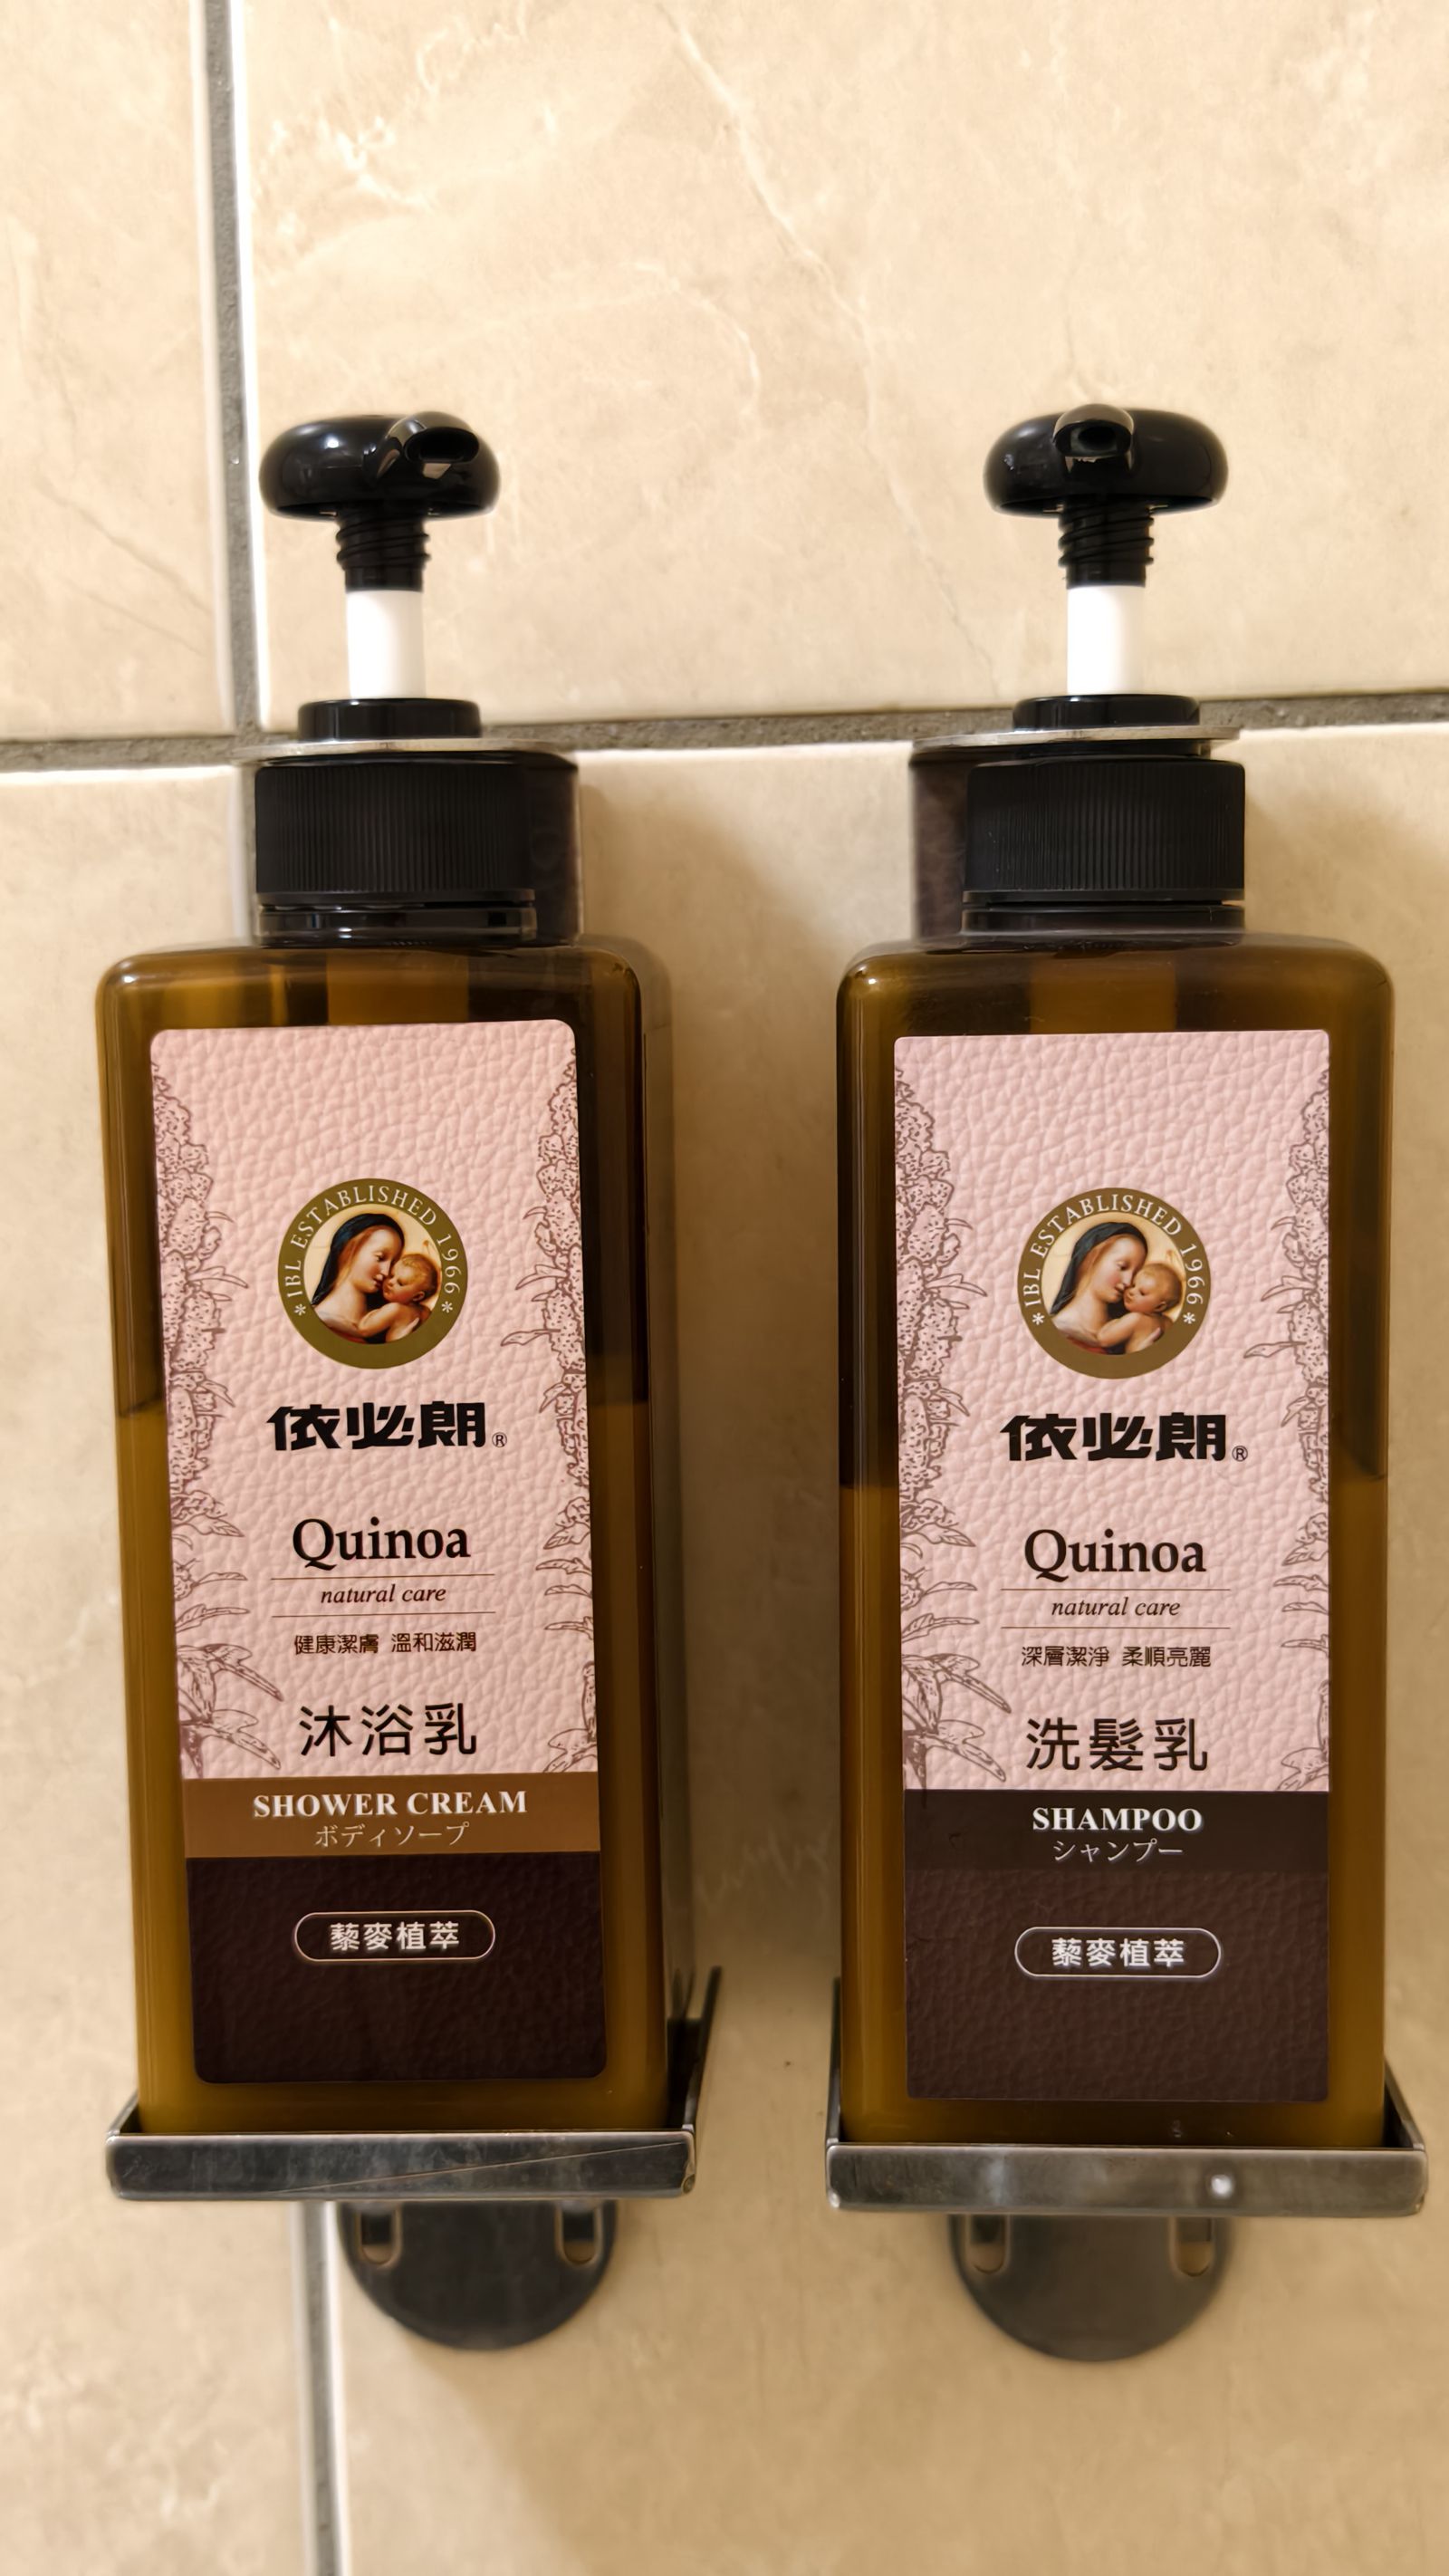 *IBL ESTABLISHED 1966*
依必朗®
Quinoa
natural care
健康潔膚 溫和滋潤
沐浴乳
SHOWER CREAM
ボディソープ
藜麥植萃
*IBL ESTABLISHED 1966*
依必朗®
Quinoa
natural care
深層潔淨 柔順亮麗
洗髮乳
SHAMPOO
シャンプー
藜麥植萃